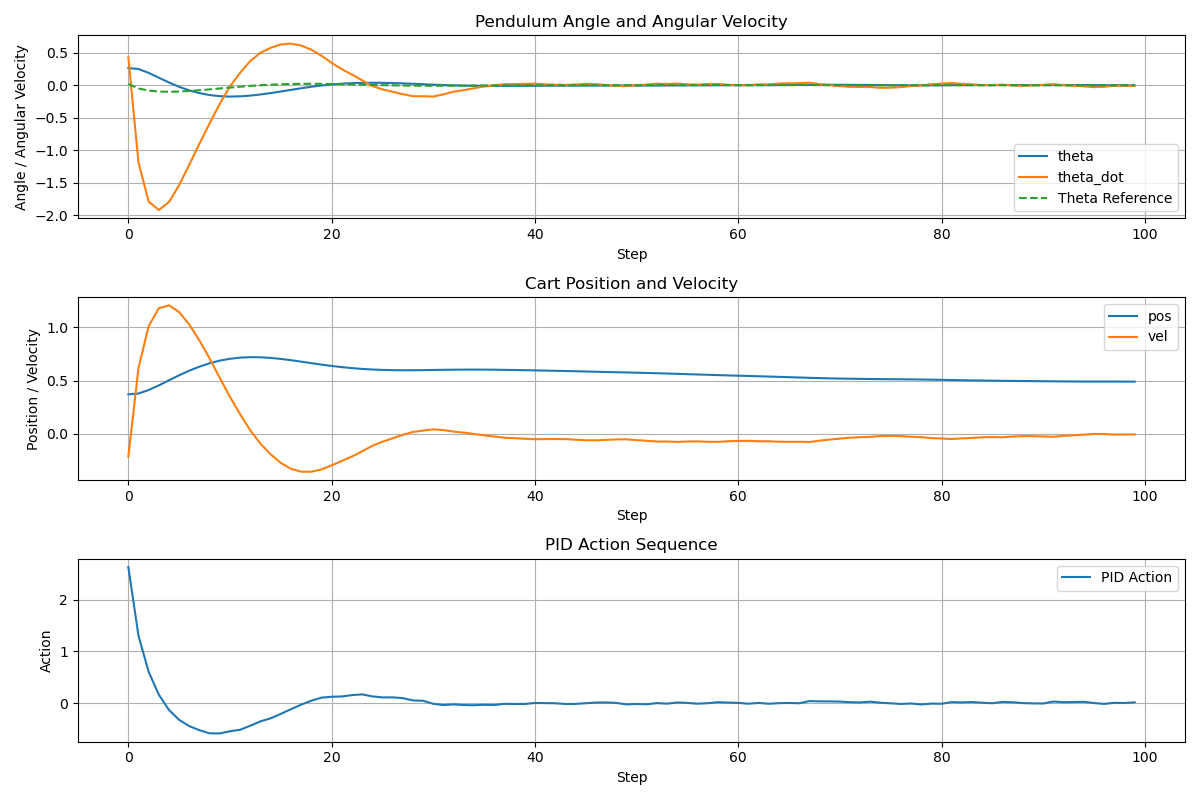 Pendulum Angle and Angular Velocity
Angle / Angular Velocity
0.5
0.0
−0.5
−1.0
−1.5
−2.0
theta
theta_dot
Theta Reference
0 20 40 60 80 100
Step
Cart Position and Velocity
Position / Velocity
1.0
0.5
0.0
pos
vel
0 20 40 60 80 100
Step
PID Action Sequence
Action
2
1
0
PID Action
0 20 40 60 80 100
Step